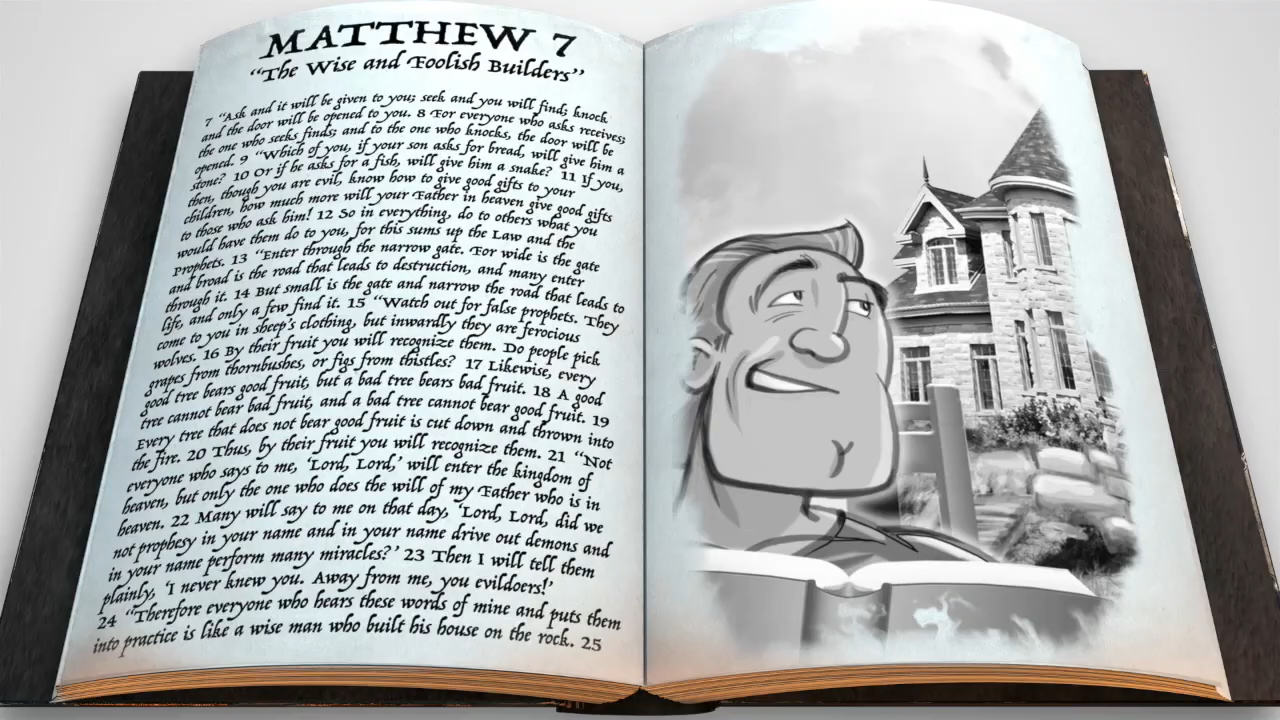 MATTHEW 7
"The Wise and Foolish Builders"
7 "Ask and it will be given to you; seek and you will find; knock
and the door will be opened to you. 8 For everyone who asks receives;
the one who seeks finds; and to the one who knocks, the door will be
opened. 9 "Which of you, if your son asks for bread, will give him a
stone? 10 Or if he asks for a fish, will give him a snake? 11 If you,
then, though you are evil, know how to give good gifts to your
children, how much more will your Father in heaven give good gifts
to those who ask him! 12 So in everything, do to others what you
would have them do to you, for this sums up the Law and the
Prophets. 13 "Enter through the narrow gate. For wide is the gate
and broad is the road that leads to destruction, and many enter
through it. 14 But small is the gate and narrow the road that leads to
life, and only a few find it. 15 "Watch out for false prophets. They
come to you in sheep's clothing, but inwardly they are ferocious
wolves. 16 By their fruit you will recognize them. Do people pick
grapes from thornbushes, or figs from thistles? 17 Likewise, every
good tree bears good fruit, but a bad tree bears bad fruit. 18 A good
tree cannot bear bad fruit, and a bad tree cannot bear good fruit. 19
Every tree that does not bear good fruit is cut down and thrown into
the fire. 20 Thus, by their fruit you will recognize them. 21 "Not
everyone who says to me, 'Lord, Lord,' will enter the kingdom of
heaven, but only the one who does the will of my Father who is in
heaven. 22 Many will say to me on that day, 'Lord, Lord, did we
not prophesy in your name and in your name drive out demons and
in your name perform many miracles?' 23 Then I will tell them
plainly, 'I never knew you. Away from me, you evildoers!'
24 "Therefore everyone who hears these words of mine and puts them
into practice is like a wise man who built his house on the rock. 25